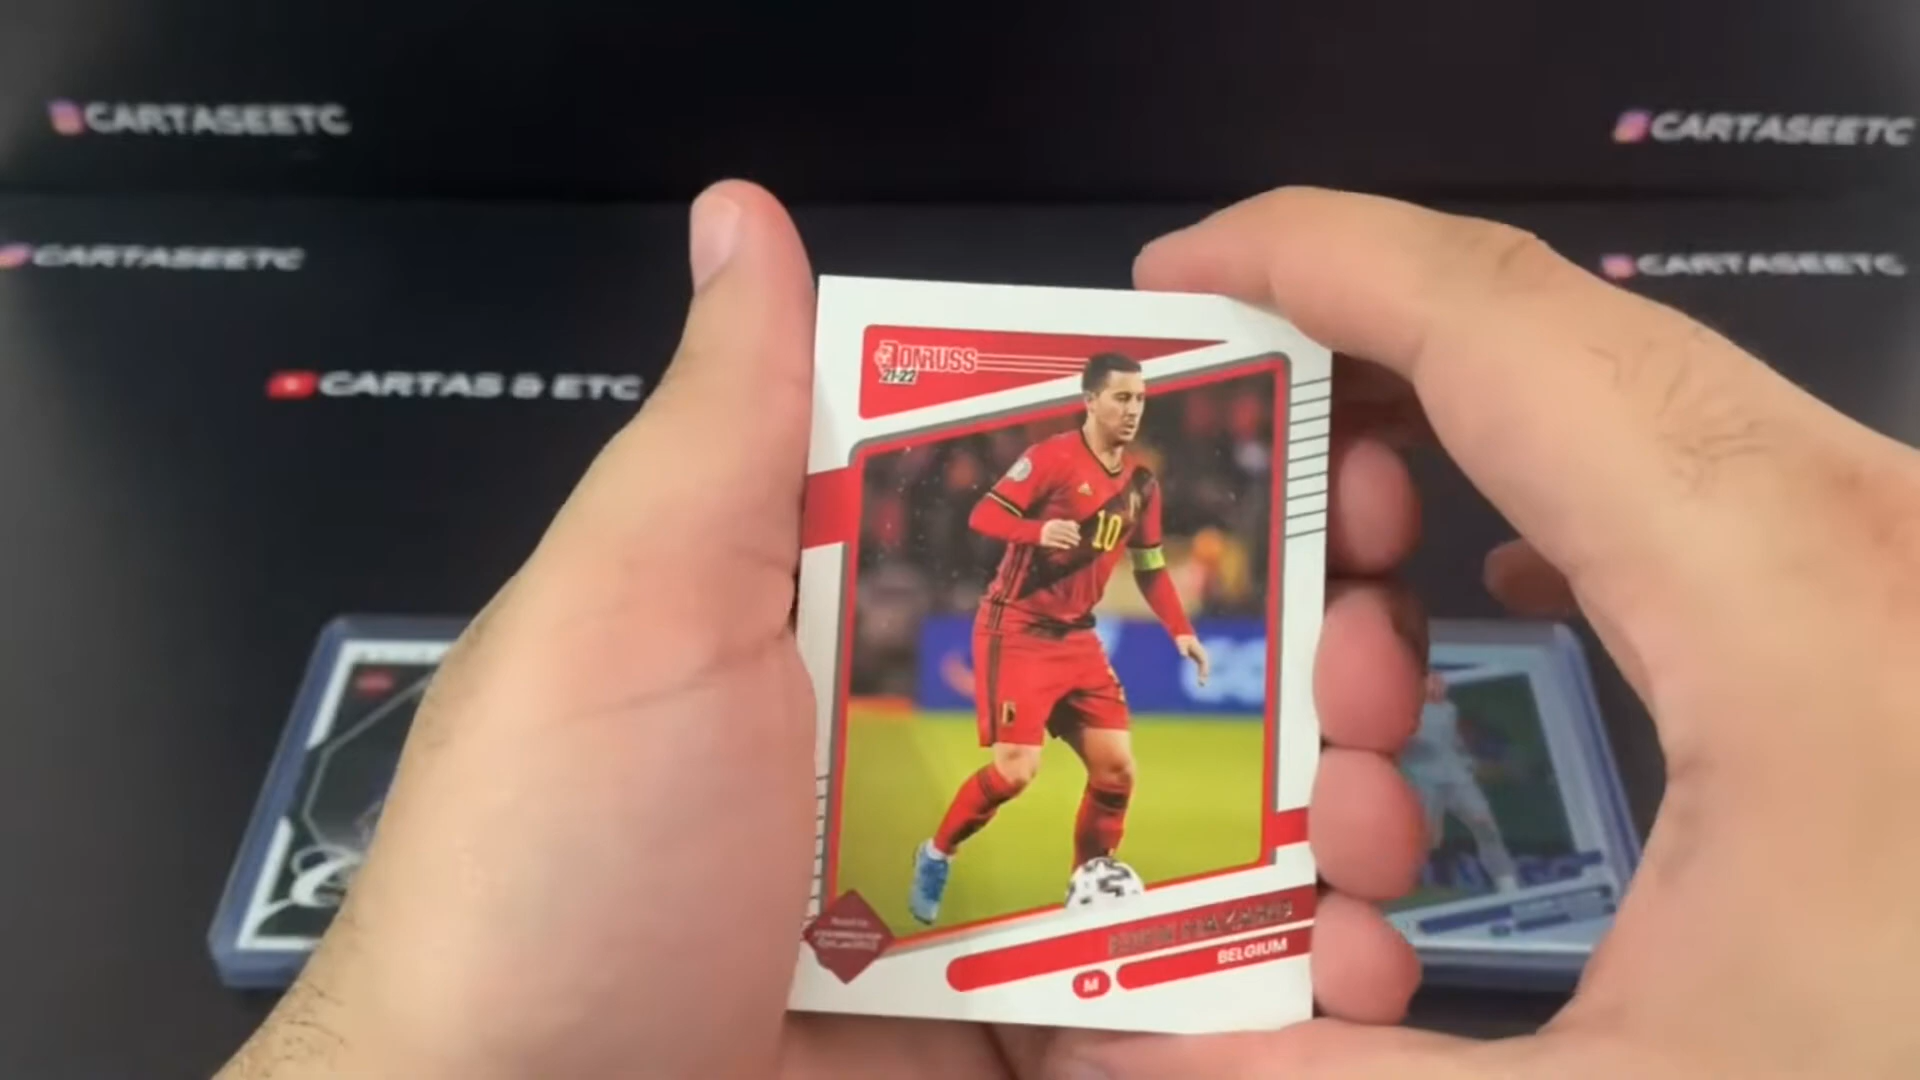 CARTASEETC
CARTASEETC
CARTASEETC
CARTASEETC
CARTAS & ETC
DONRUSS
21-22
10
BELGIUM
M